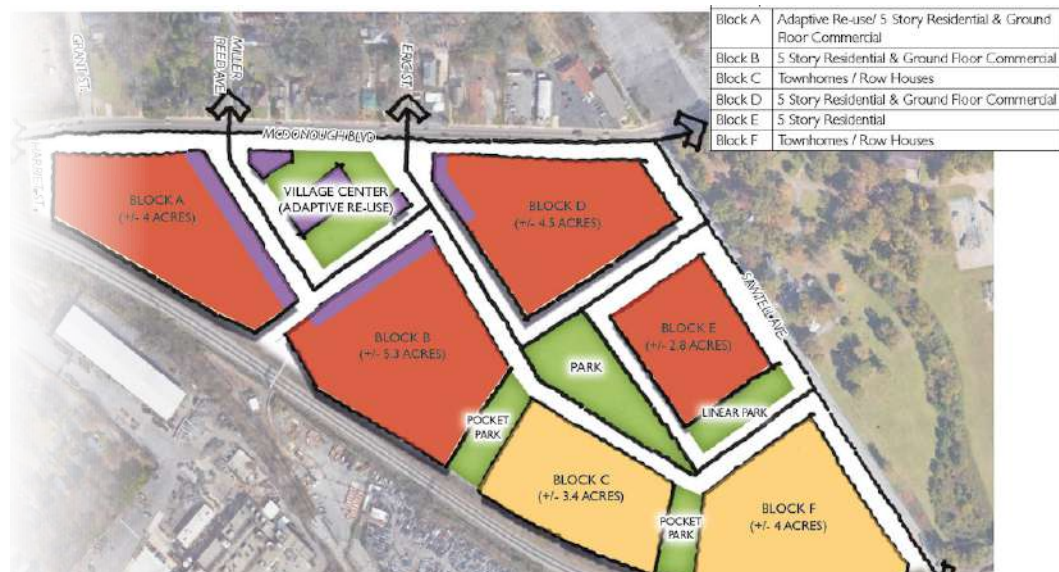 Block A Adaptive Re-use/ 5 Story Residential & Ground
Floor Commercial
Block B 5 Story Residential & Ground Floor Commercial
Block C Townhomes / Row Houses
Block D 5 Story Residential & Ground Floor Commercial
Block E 5 Story Residential
Block F Townhomes / Row Houses
GRANT ST.
MILLER
REED AVE
ERIC ST.
MCDONOUGH BLVD
HARRIET ST.
VILLAGE CENTER
(ADAPTIVE RE-USE)
BLOCK A
(+/- 4 ACRES)
BLOCK D
(+/- 4.5 ACRES)
SAWTELL AVE
BLOCK B
(+/- 5.3 ACRES)
BLOCK E
(+/- 2.8 ACRES)
PARK
LINEAR PARK
POCKET
PARK
BLOCK C
(+/- 3.4 ACRES)
BLOCK F
(+/- 4 ACRES)
POCKET
PARK